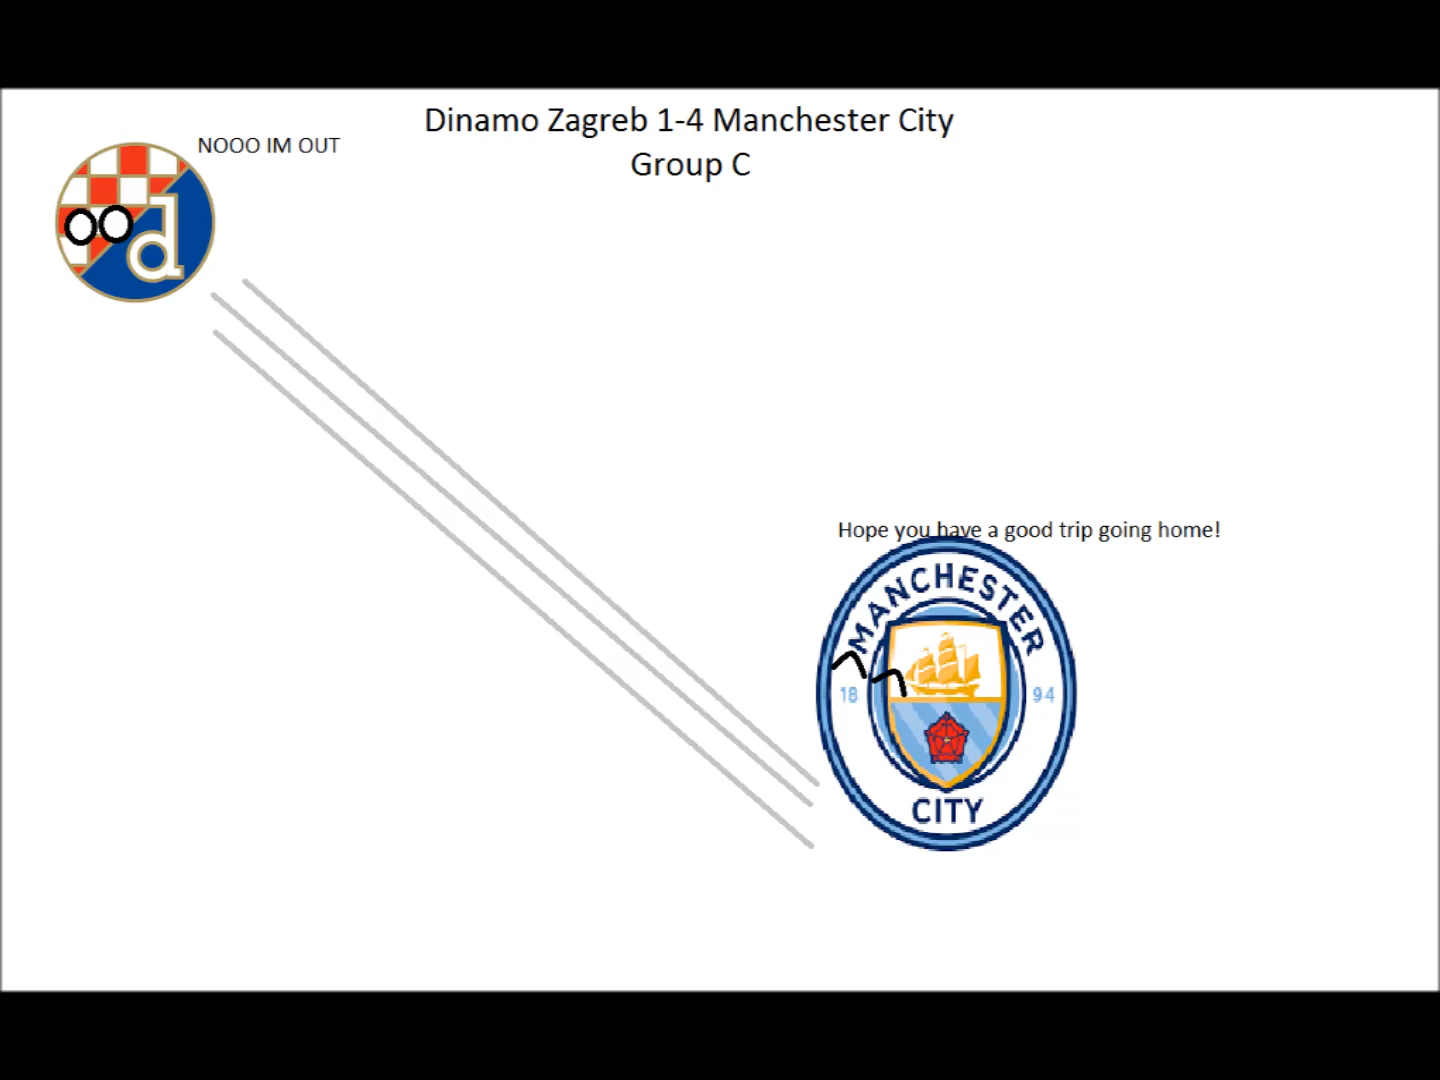 Dinamo Zagreb 1-4 Manchester City
Group C
NOOO IM OUT
d
Hope you have a good trip going home!
MANCHESTER
18 94
CITY